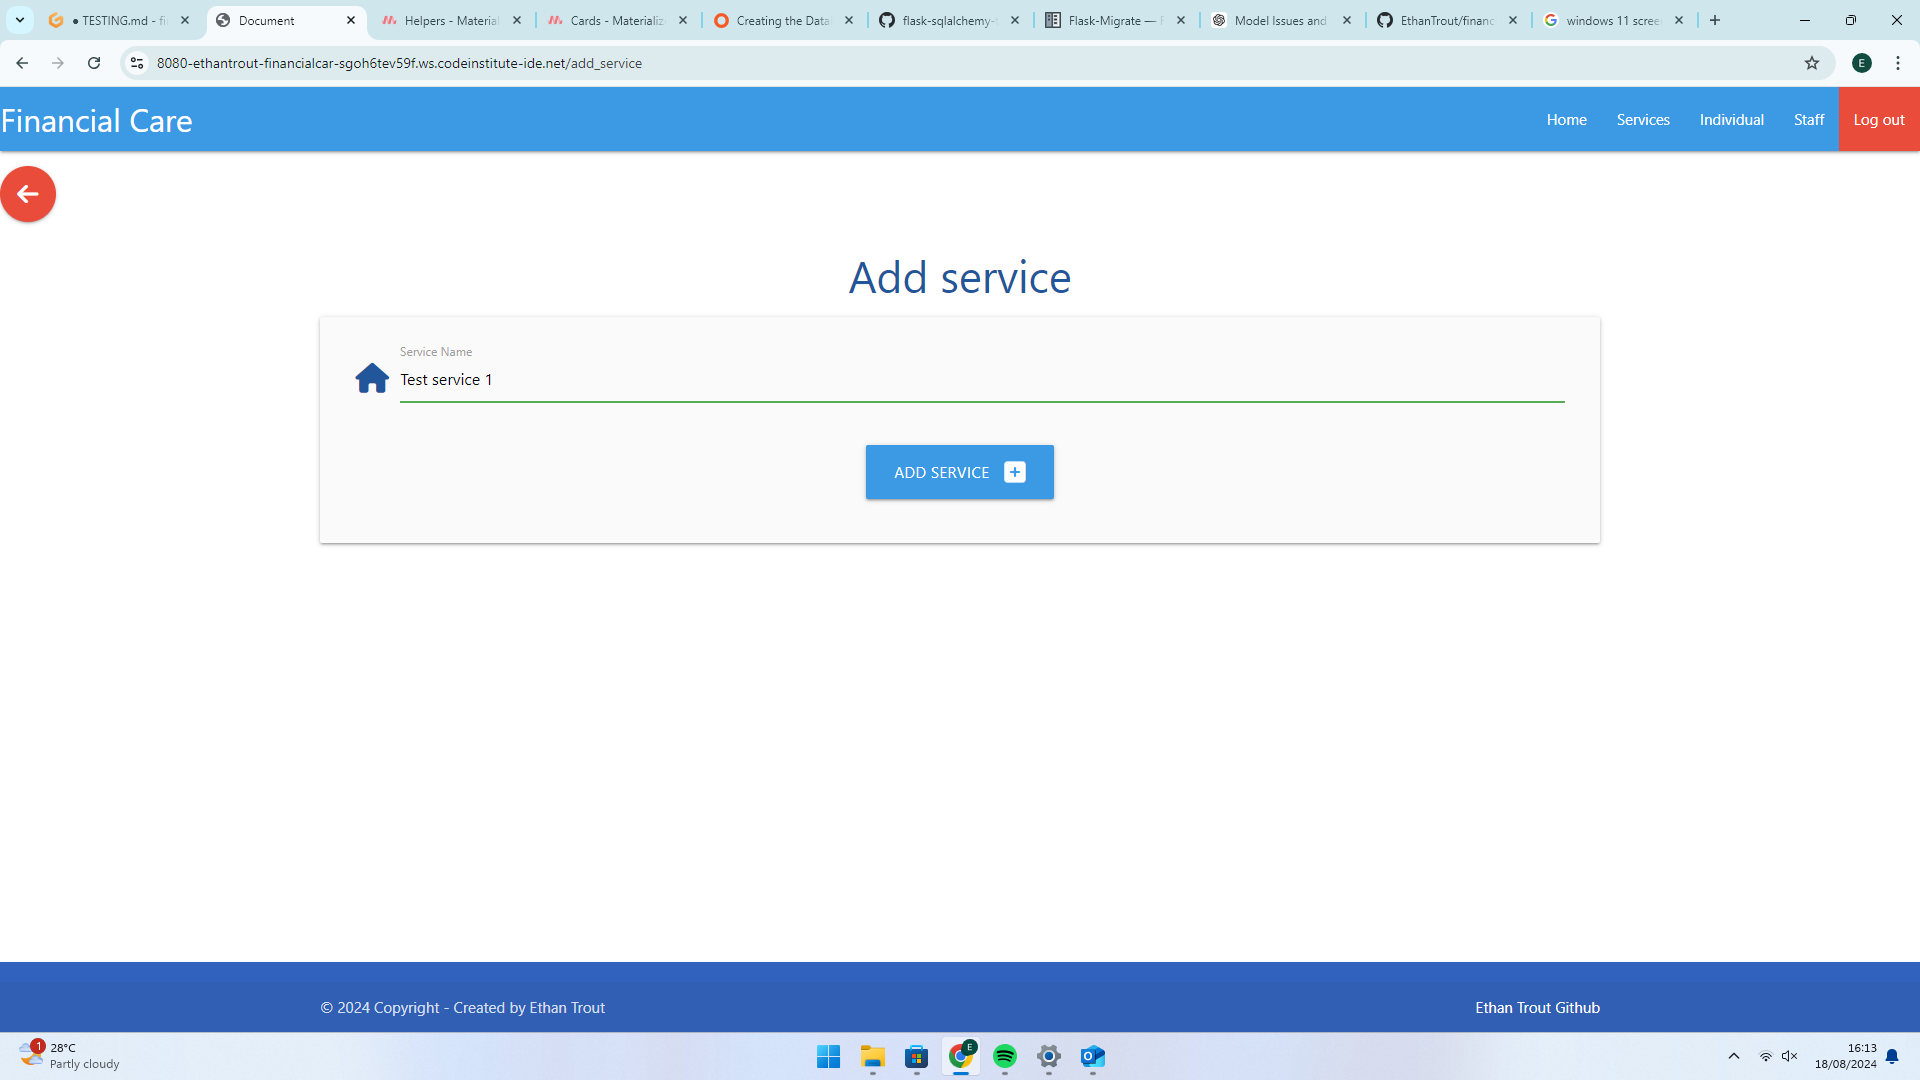 ● TESTING.md - fi
Document
Helpers - Material
Cards - Materialize
Creating the Data
flask-sqlalchemy-
Flask-Migrate —
Model Issues and
EthanTrout/financ
windows 11 scree
8080-ethantrout-financialcar-sgoh6tev59f.ws.codeinstitute-ide.net/add_service
E
Financial Care
Home
Services
Individual
Staff
Log out
Add service
Service Name
Test service 1
ADD SERVICE
© 2024 Copyright - Created by Ethan Trout
Ethan Trout Github
1
28°C
Partly cloudy
E
16:13
18/08/2024